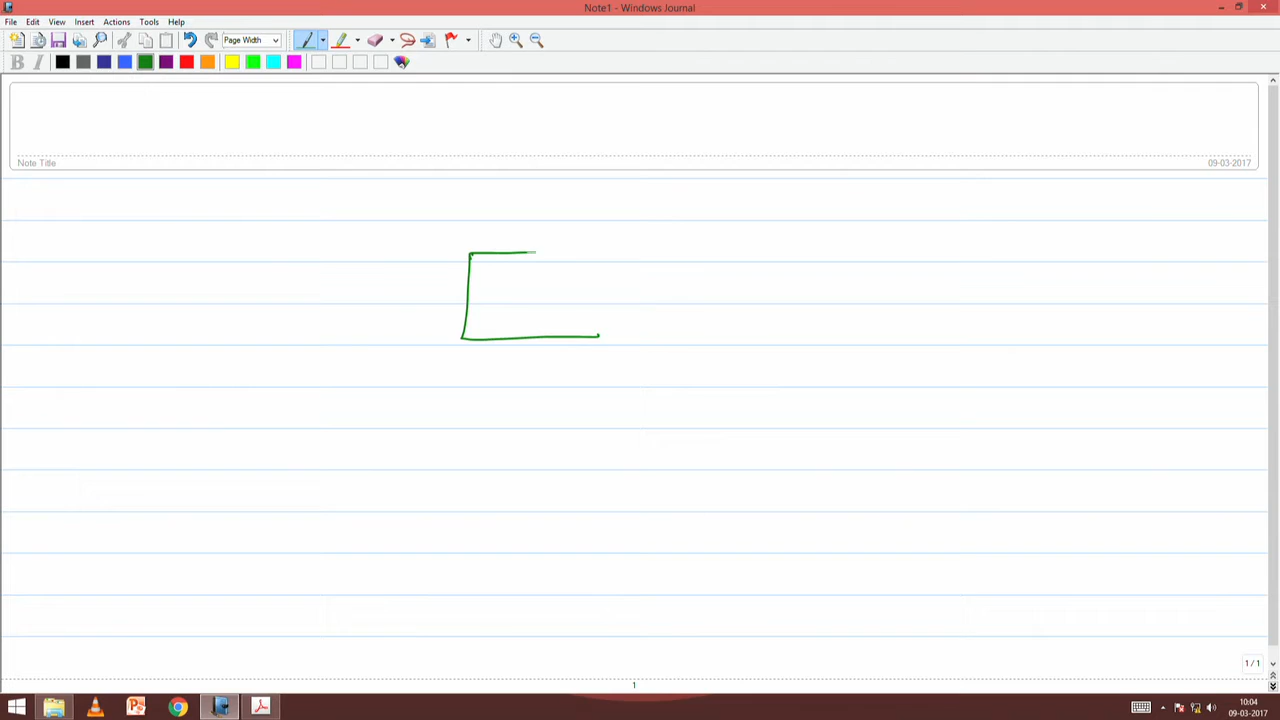 Note1 - Windows Journal
File Edit View Insert Actions Tools Help
Page Width
B I
Note Title
09-03-2017
1 / 1
1
10:04
09-03-2017